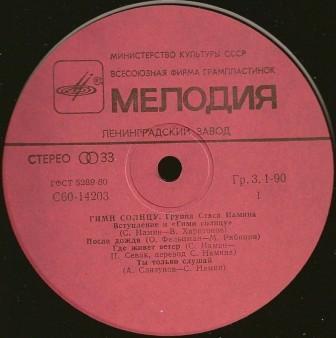 МИНИСТЕРСТВО КУЛЬТУРЫ СССР
ВСЕСОЮЗНАЯ ФИРМА ГРАМПЛАСТИНОК
МЕЛОДИЯ
ЛЕНИНГРАДСКИЙ ЗАВОД
СТЕРЕО 33
ГОСТ 5289-80
Гр.3.1-90
С60-14203
1
ГИМН СОЛНЦУ. Группа Стаса Намина
Вступление и «Гимн солнцу»
(С. Намин—В. Харитонов)
После дождя (О. Фельцман—М. Рябинин)
Где живет ветер (С. Намин—
П. Севак, перевод С. Намина)
Ты только слушай
(А. Слизунов—С. Намин)